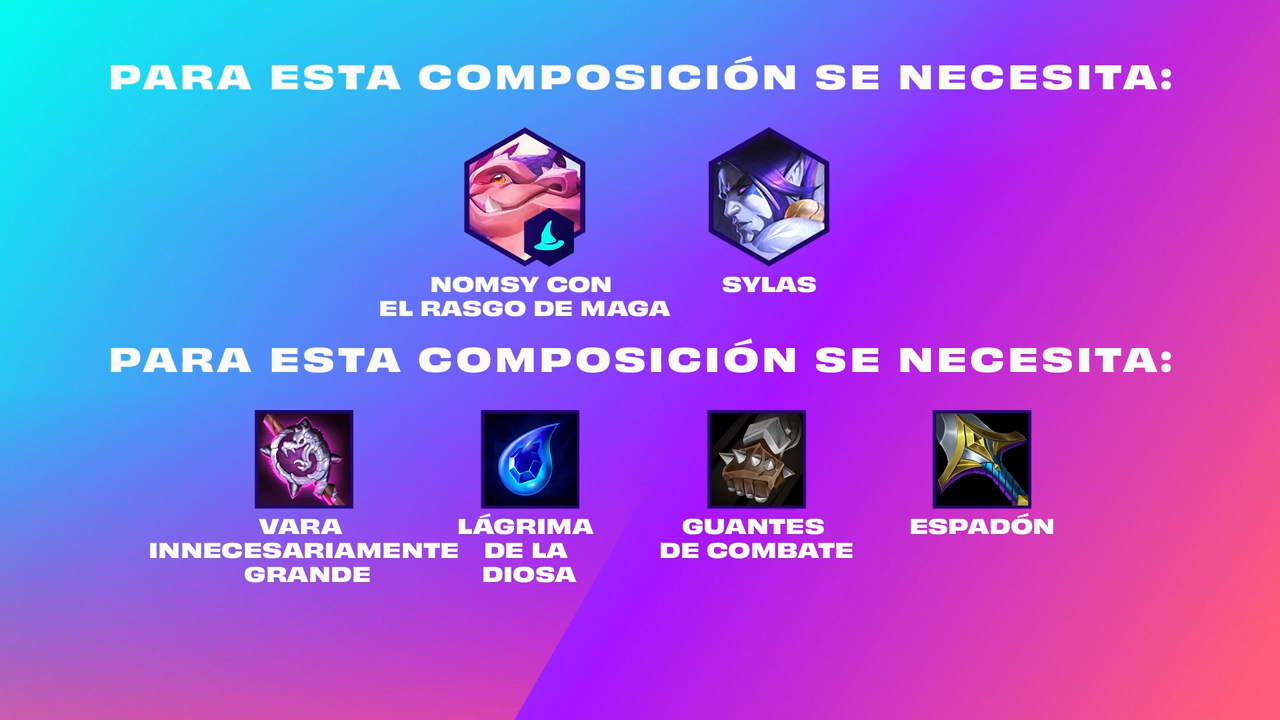 PARA ESTA COMPOSICIÓN SE NECESITA:
NOMSY CON
EL RASGO DE MAGA
SYLAS
PARA ESTA COMPOSICIÓN SE NECESITA:
VARA
INNECESARIAMENTE
GRANDE
LÁGRIMA
DE LA
DIOSA
GUANTES
DE COMBATE
ESPADÓN